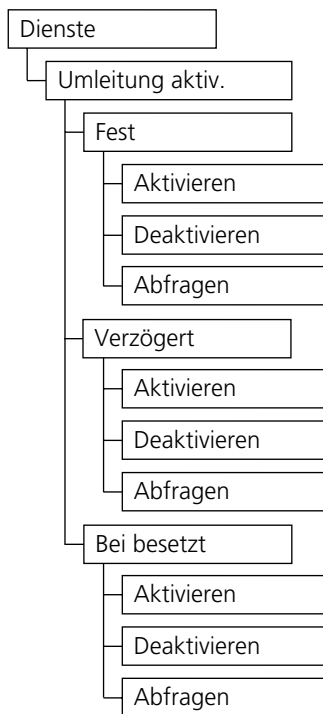 Dienste
Umleitung aktiv.
Fest
Aktivieren
Deaktivieren
Abfragen
Verzögert
Aktivieren
Deaktivieren
Abfragen
Bei besetzt
Aktivieren
Deaktivieren
Abfragen